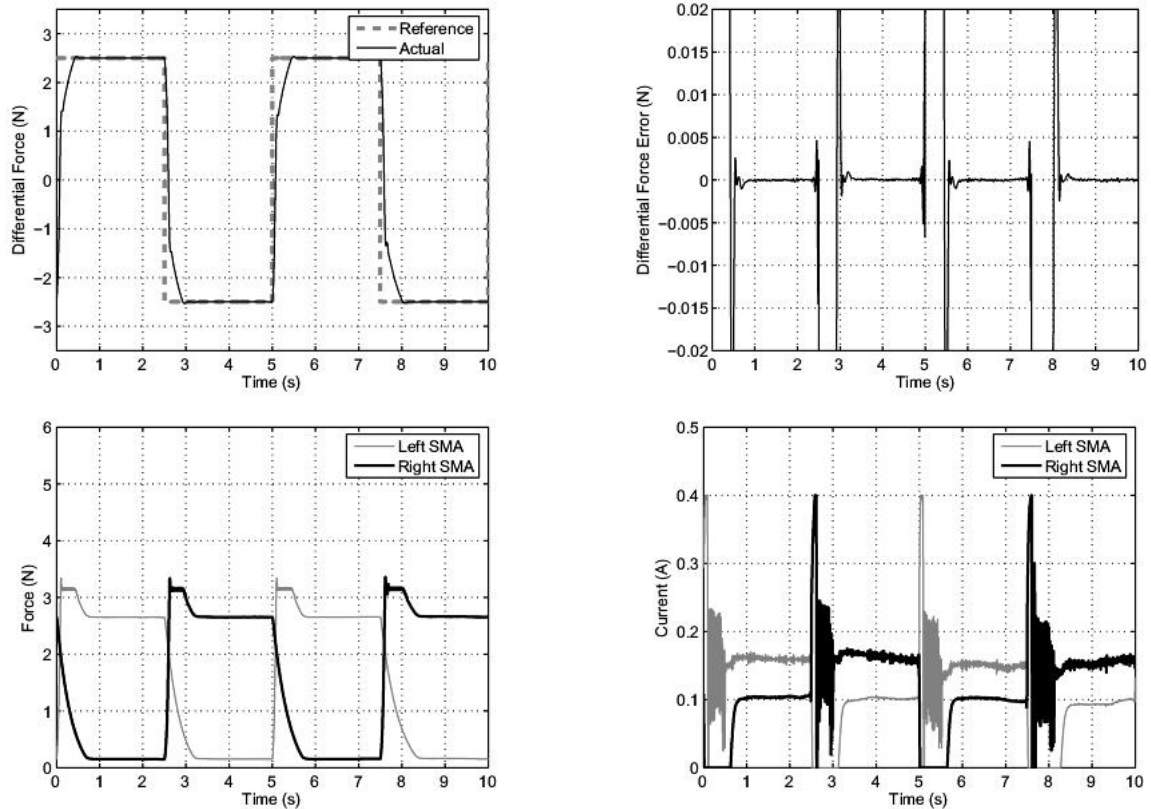 3
2
1
0
−1
−2
−3
Differential Force (N)
0 1 2 3 4 5 6 7 8 9 10
Time (s)
Reference
Actual
0.02
0.015
0.01
0.005
0
−0.005
−0.01
−0.015
−0.02
Differential Force Error (N)
0 1 2 3 4 5 6 7 8 9 10
Time (s)
6
5
4
3
2
1
0
Force (N)
0 1 2 3 4 5 6 7 8 9 10
Time (s)
Left SMA
Right SMA
0.5
0.4
0.3
0.2
0.1
0
Current (A)
0 1 2 3 4 5 6 7 8 9 10
Time (s)
Left SMA
Right SMA